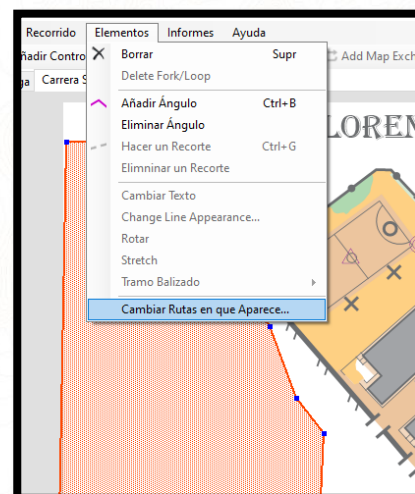 Recorrido Elementos Informes Ayuda
ñadir Contro Borrar Supr Add Map Exch
Delete Fork/Loop
ga Carrera S
Añadir Ángulo Ctrl+B
Eliminar Ángulo
LOREN
Hacer un Recorte Ctrl+G
Elimninar un Recorte
Cambiar Texto
Change Line Appearance...
Rotar
Stretch
Tramo Balizado
Cambiar Rutas en que Aparece...